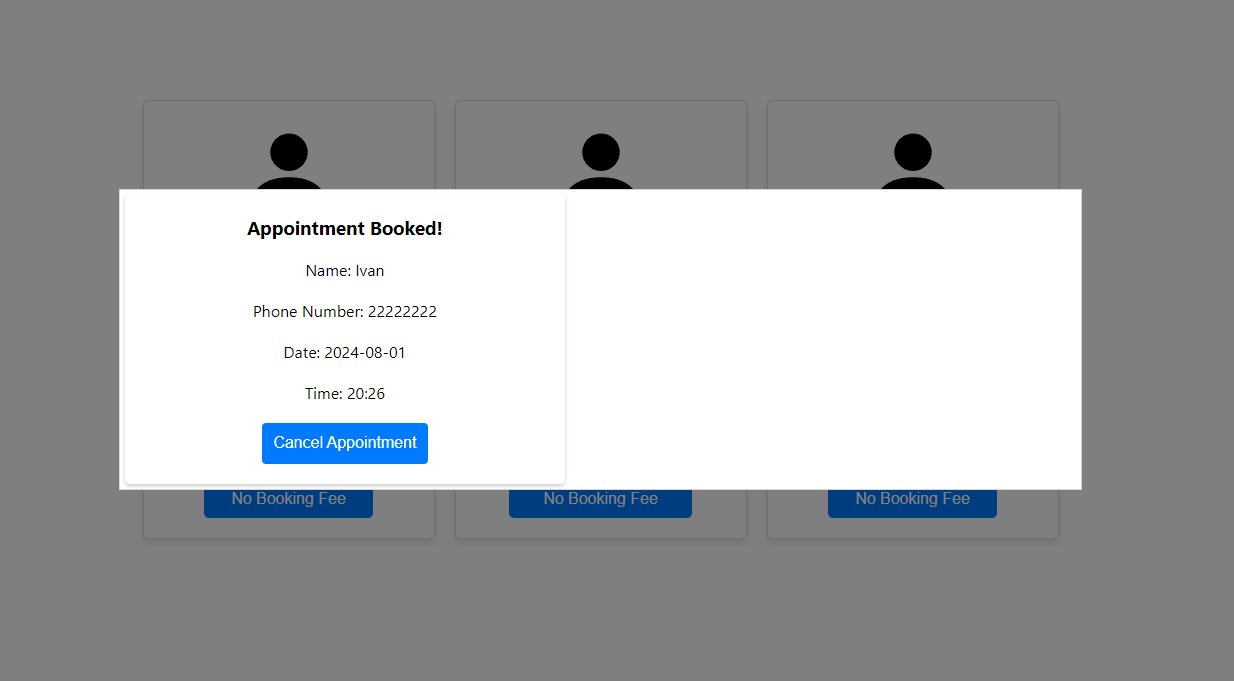 Appointment Booked!
Name: Ivan
Phone Number: 22222222
Date: 2024-08-01
Time: 20:26
Cancel Appointment
No Booking Fee
No Booking Fee
No Booking Fee